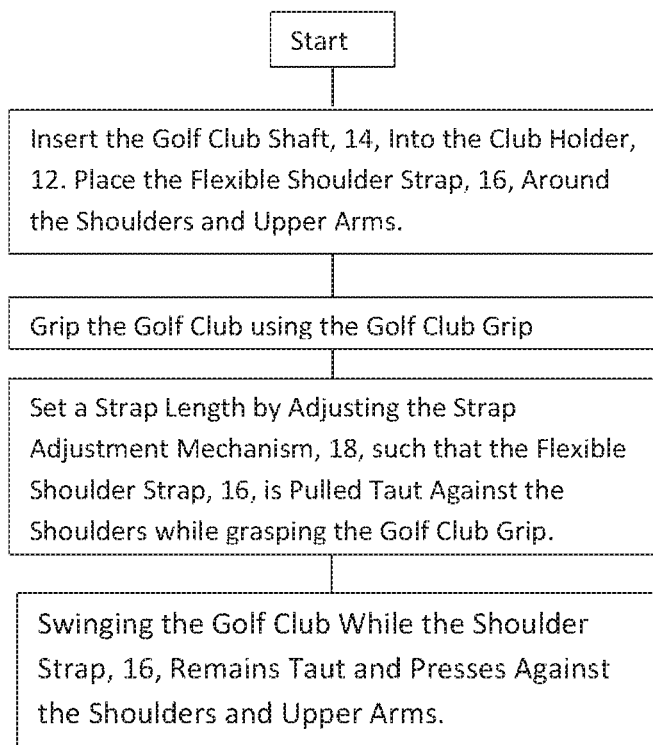 Start
Insert the Golf Club Shaft, 14, Into the Club Holder,
12. Place the Flexible Shoulder Strap, 16, Around
the Shoulders and Upper Arms.
Grip the Golf Club using the Golf Club Grip
Set a Strap Length by Adjusting the Strap
Adjustment Mechanism, 18, such that the Flexible
Shoulder Strap, 16, is Pulled Taut Against the
Shoulders while grasping the Golf Club Grip.
Swinging the Golf Club While the Shoulder
Strap, 16, Remains Taut and Presses Against
the Shoulders and Upper Arms.